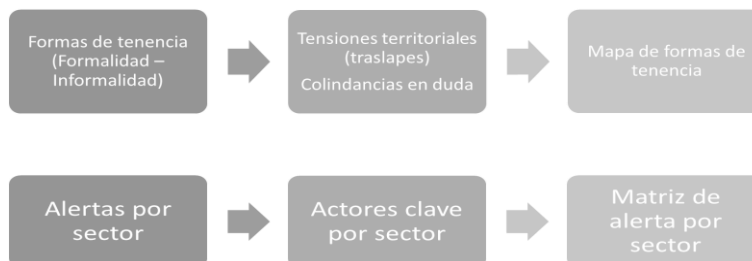 Formas de tenencia
(Formalidad –
Informalidad)
Tensiones territoriales
(traslapes)
Colindancias en duda
Mapa de formas de
tenencia
Alertas por
sector
Actores clave
por sector
Matriz de
alerta por
sector